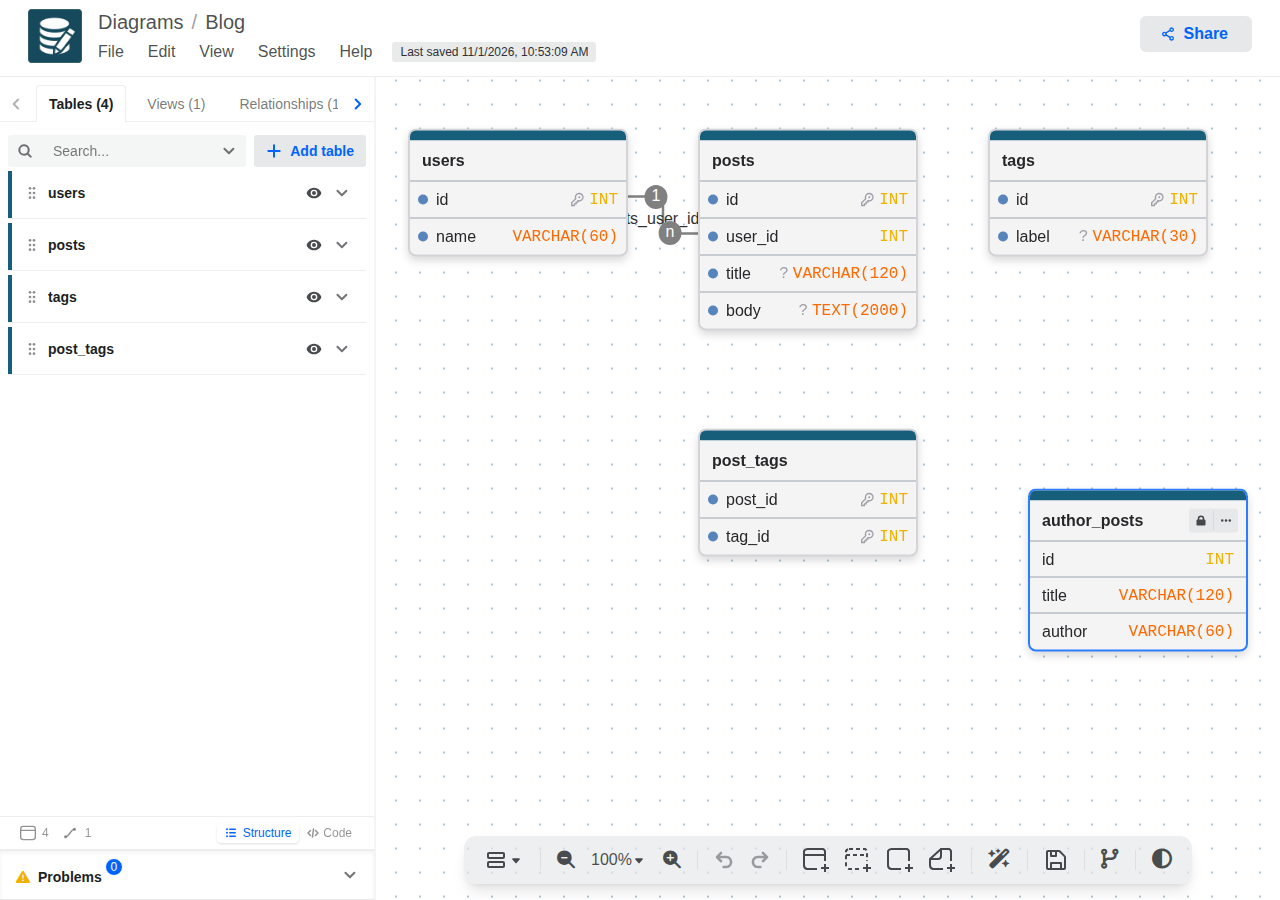 Diagrams / Blog
File Edit View Settings Help Last saved 11/1/2026, 10:53:09 AM
Share
Tables (4) Views (1) Relationships (1
Search... Add table
users
posts
tags
post_tags
4 1 Structure Code
Problems 0
users
id INT
name VARCHAR(60)
1
ts_user_id
n
posts
id INT
user_id INT
title ? VARCHAR(120)
body ? TEXT(2000)
tags
id INT
label ? VARCHAR(30)
post_tags
post_id INT
tag_id INT
author_posts
id INT
title VARCHAR(120)
author VARCHAR(60)
100%